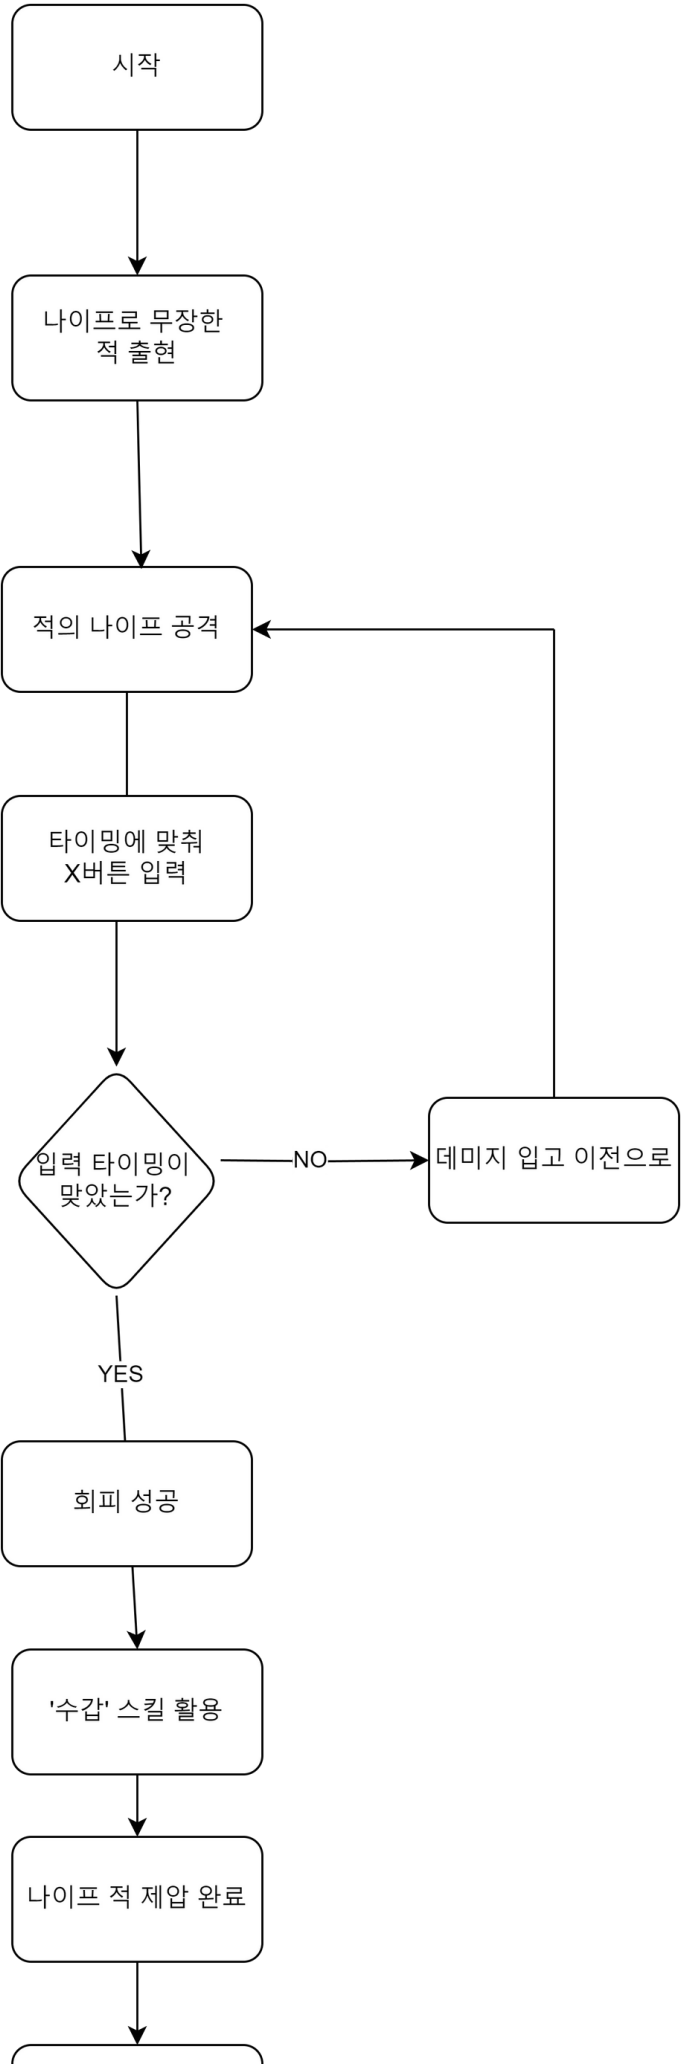 시작
나이프로 무장한
적 출현
적의 나이프 공격
타이밍에 맞춰
X버튼 입력
입력 타이밍이
맞았는가?
NO
데미지 입고 이전으로
YES
회피 성공
'수갑' 스킬 활용
나이프 적 제압 완료